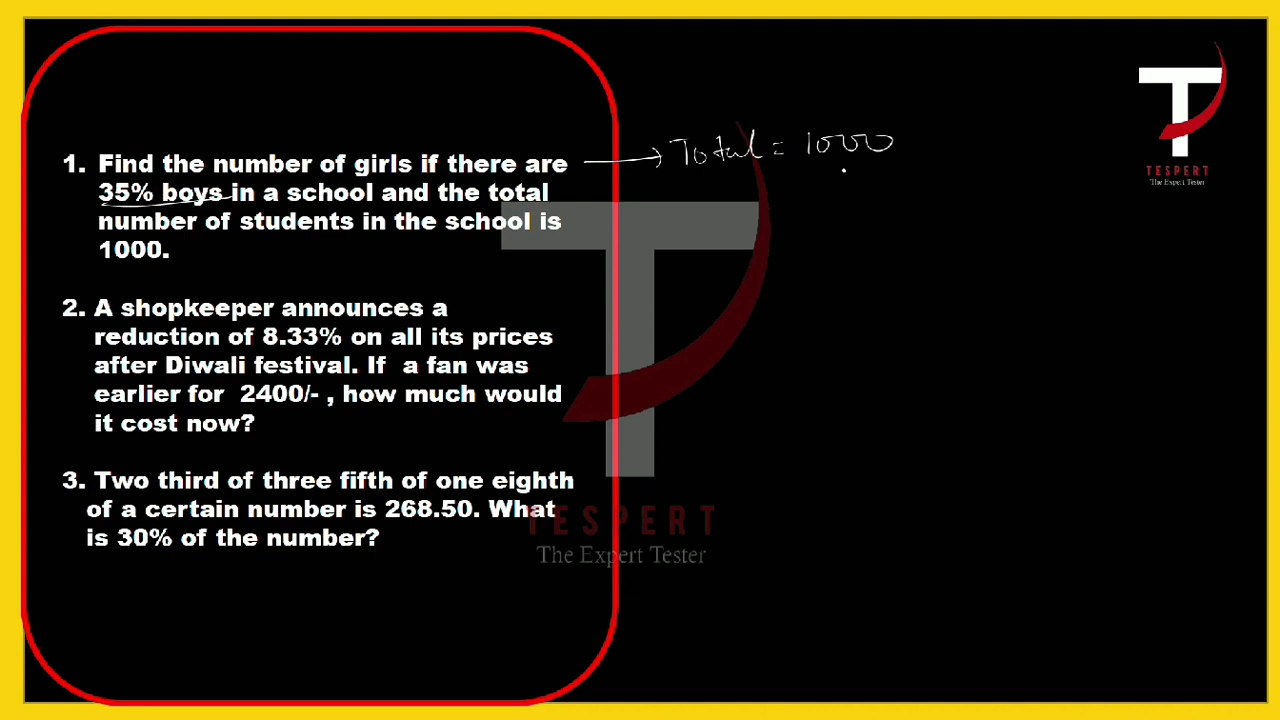 1. Find the number of girls if there are
35% boys in a school and the total
number of students in the school is
1000.
Total = 1000
2. A shopkeeper announces a
reduction of 8.33% on all its prices
after Diwali festival. If a fan was
earlier for 2400/- , how much would
it cost now?
3. Two third of three fifth of one eighth
of a certain number is 268.50. What
is 30% of the number?
T
TESPERT
The Expert Tester
T
TESPERT
The Expert Tester